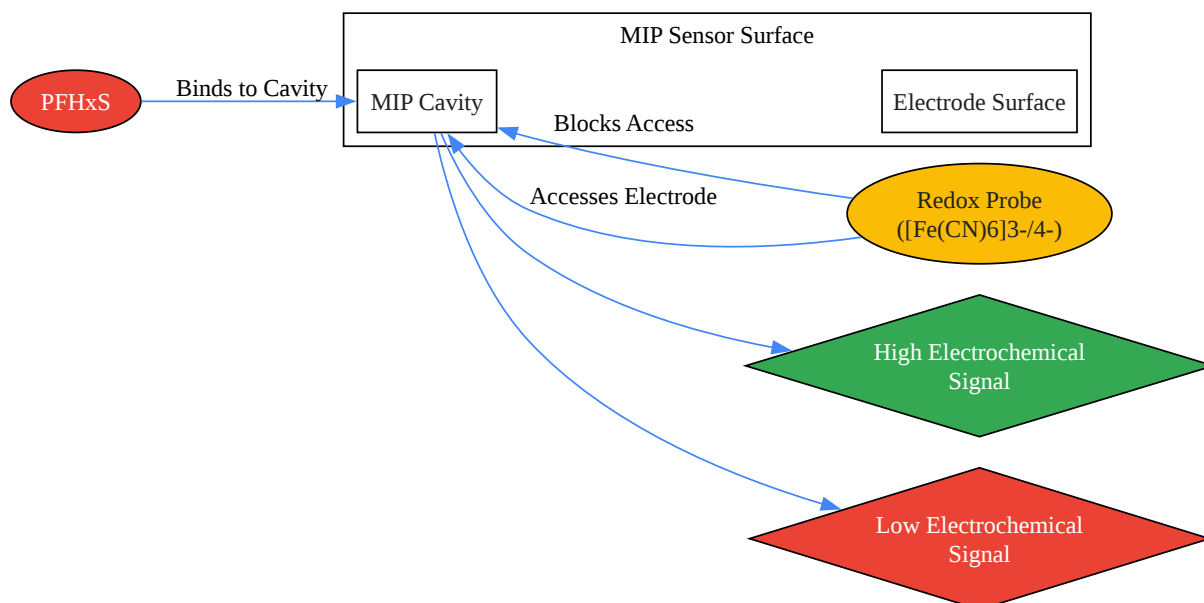 MIP Sensor Surface
PFHxS
Binds to Cavity
MIP Cavity
Electrode Surface
Blocks Access
Accesses Electrode
Redox Probe
([Fe(CN)6]3-/4-)
High Electrochemical
Signal
Low Electrochemical
Signal